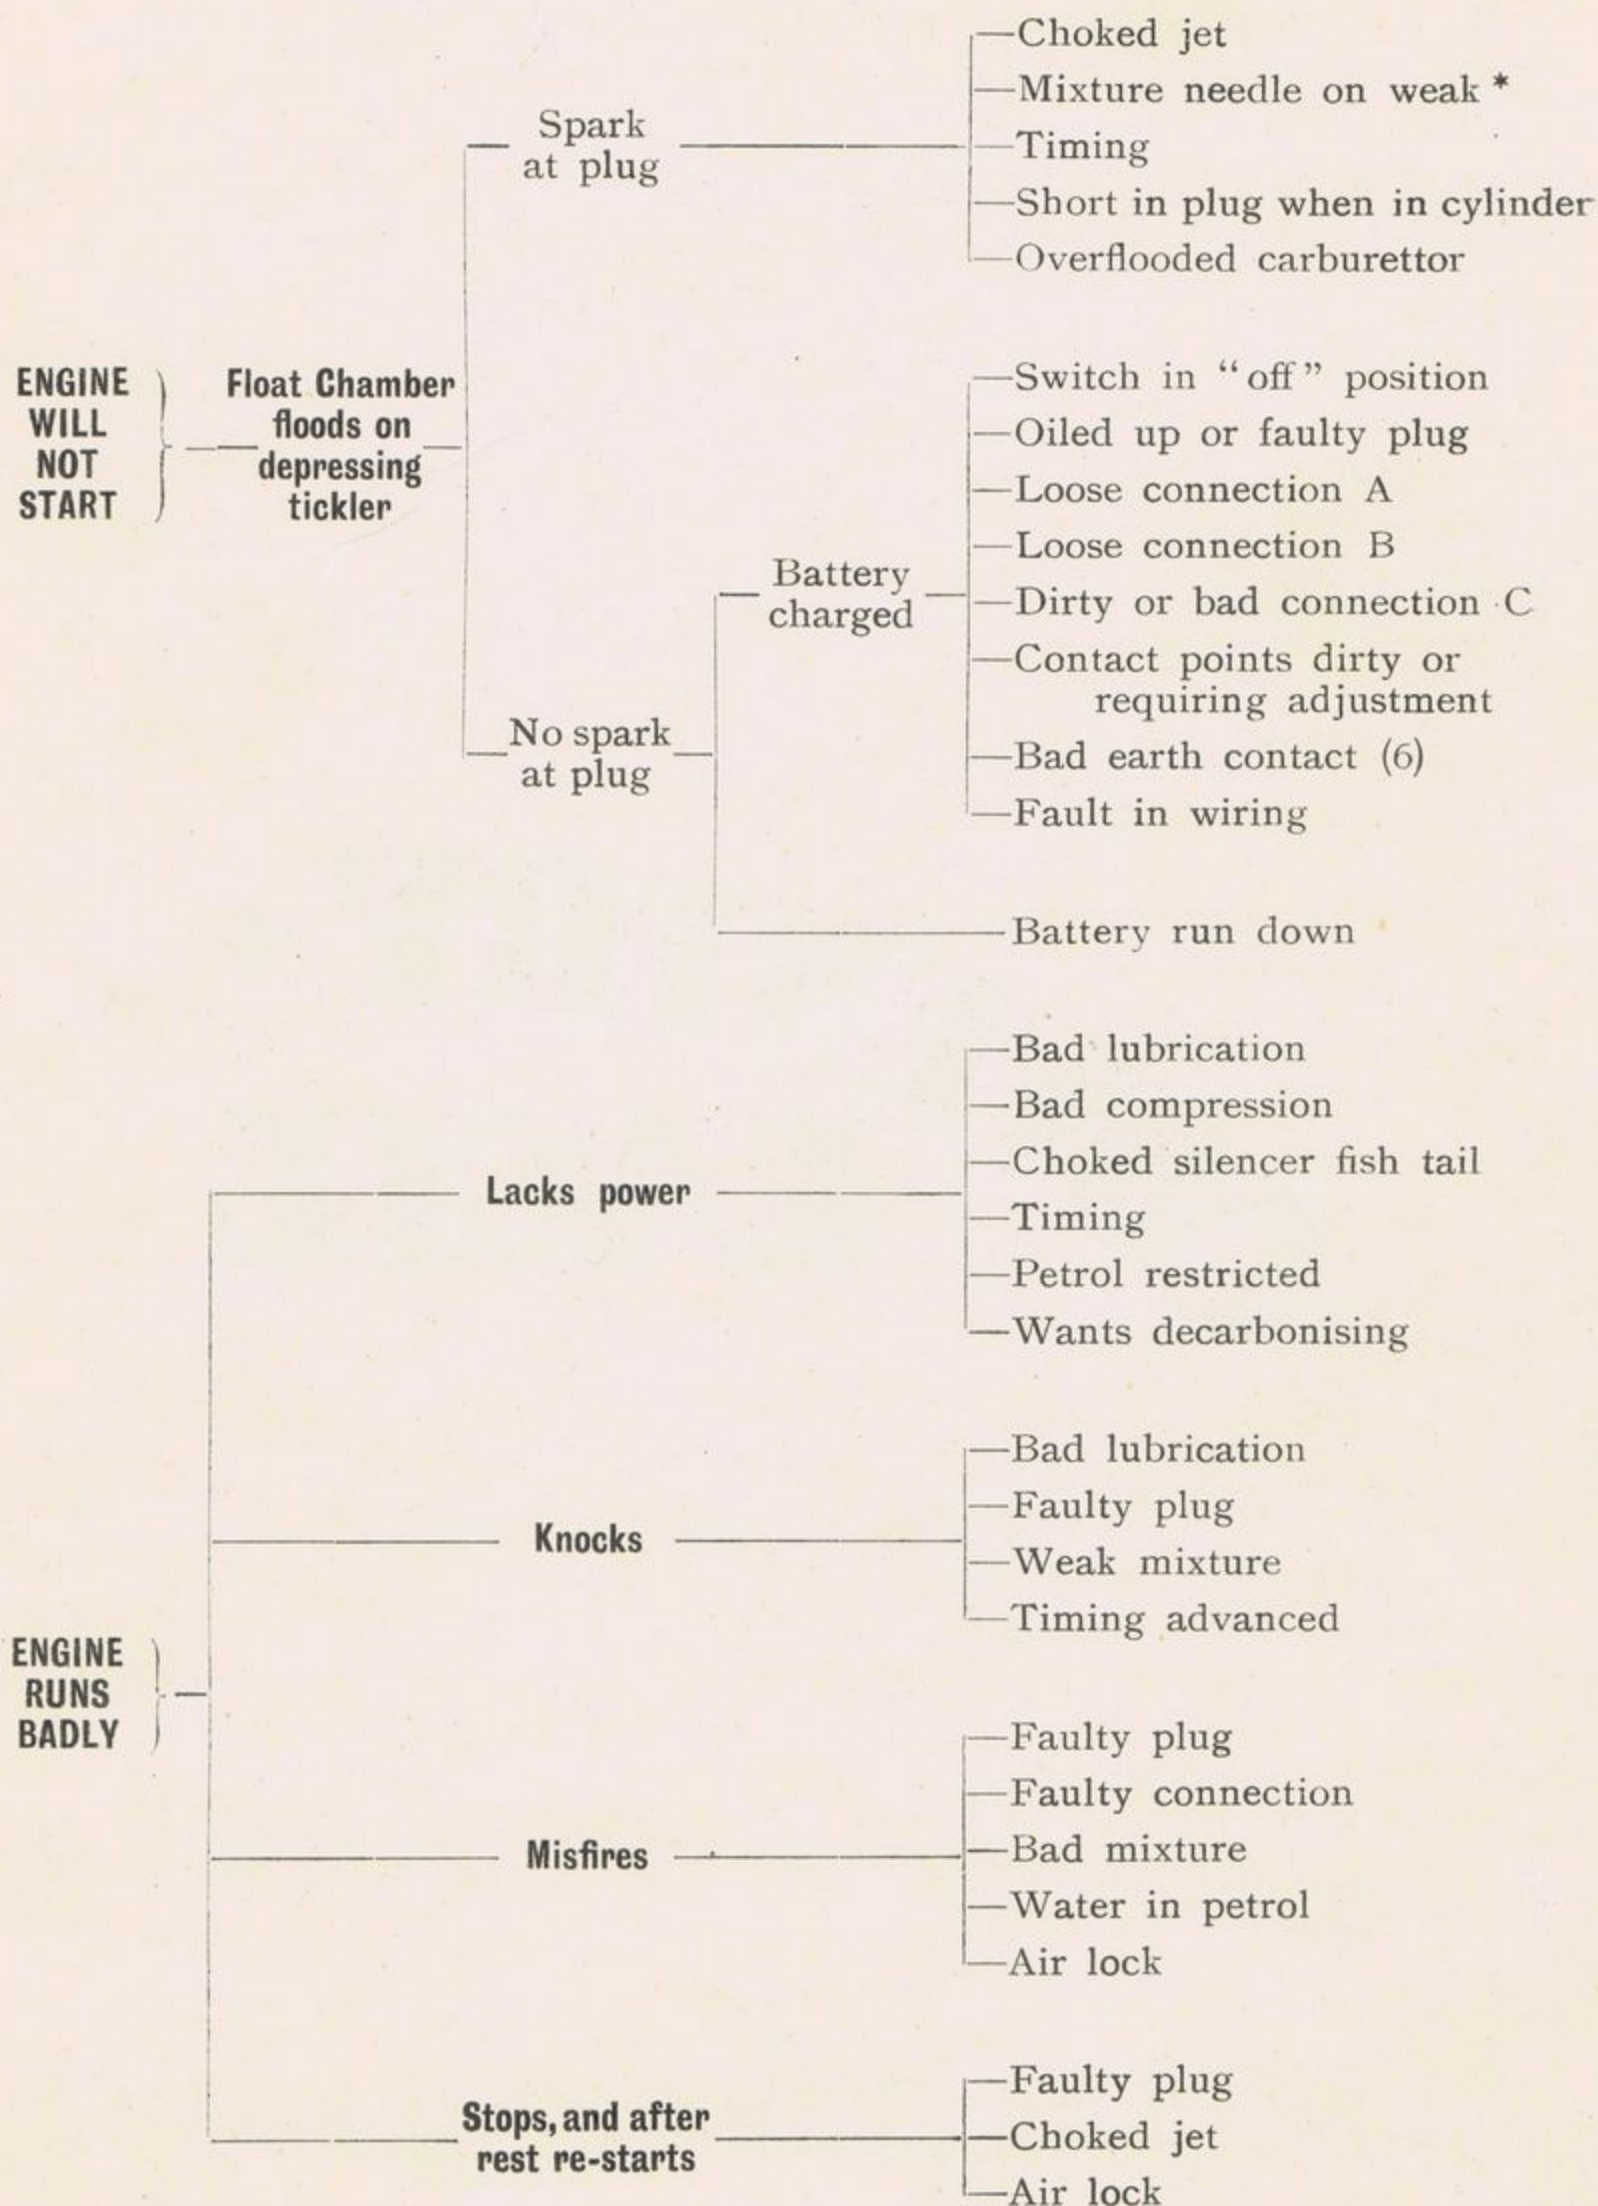 ENGINE
WILL
NOT
START
Float Chamber
floods on
depressing
tickler
Spark
at plug
Choked jet
Mixture needle on weak *
Timing
Short in plug when in cylinder
Overflooded carburettor
No spark
at plug
Battery
charged
Switch in “off” position
Oiled up or faulty plug
Loose connection A
Loose connection B
Dirty or bad connection C
Contact points dirty or
requiring adjustment
Bad earth contact (6)
Fault in wiring
Battery run down
ENGINE
RUNS
BADLY
Lacks power
Bad lubrication
Bad compression
Choked silencer fish tail
Timing
Petrol restricted
Wants decarbonising
Knocks
Bad lubrication
Faulty plug
Weak mixture
Timing advanced
Misfires
Faulty plug
Faulty connection
Bad mixture
Water in petrol
Air lock
Stops, and after
rest re-starts
Faulty plug
Choked jet
Air lock